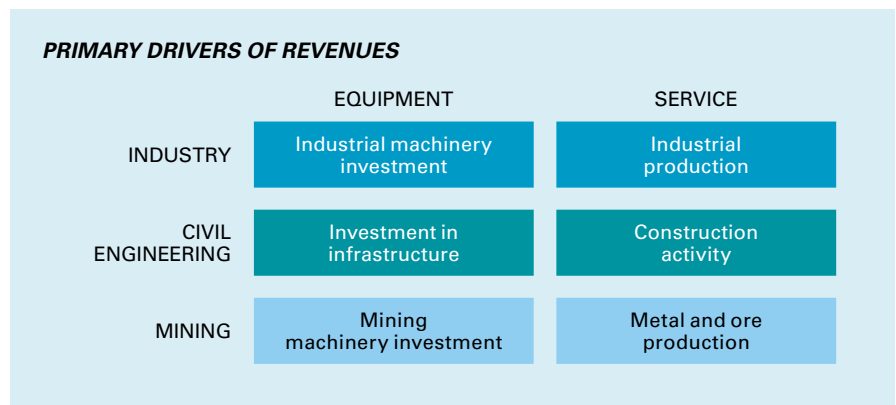 PRIMARY DRIVERS OF REVENUES
EQUIPMENT
SERVICE
INDUSTRY
Industrial machinery
investment
Industrial
production
CIVIL
ENGINEERING
Investment in
infrastructure
Construction
activity
MINING
Mining
machinery investment
Metal and ore
production